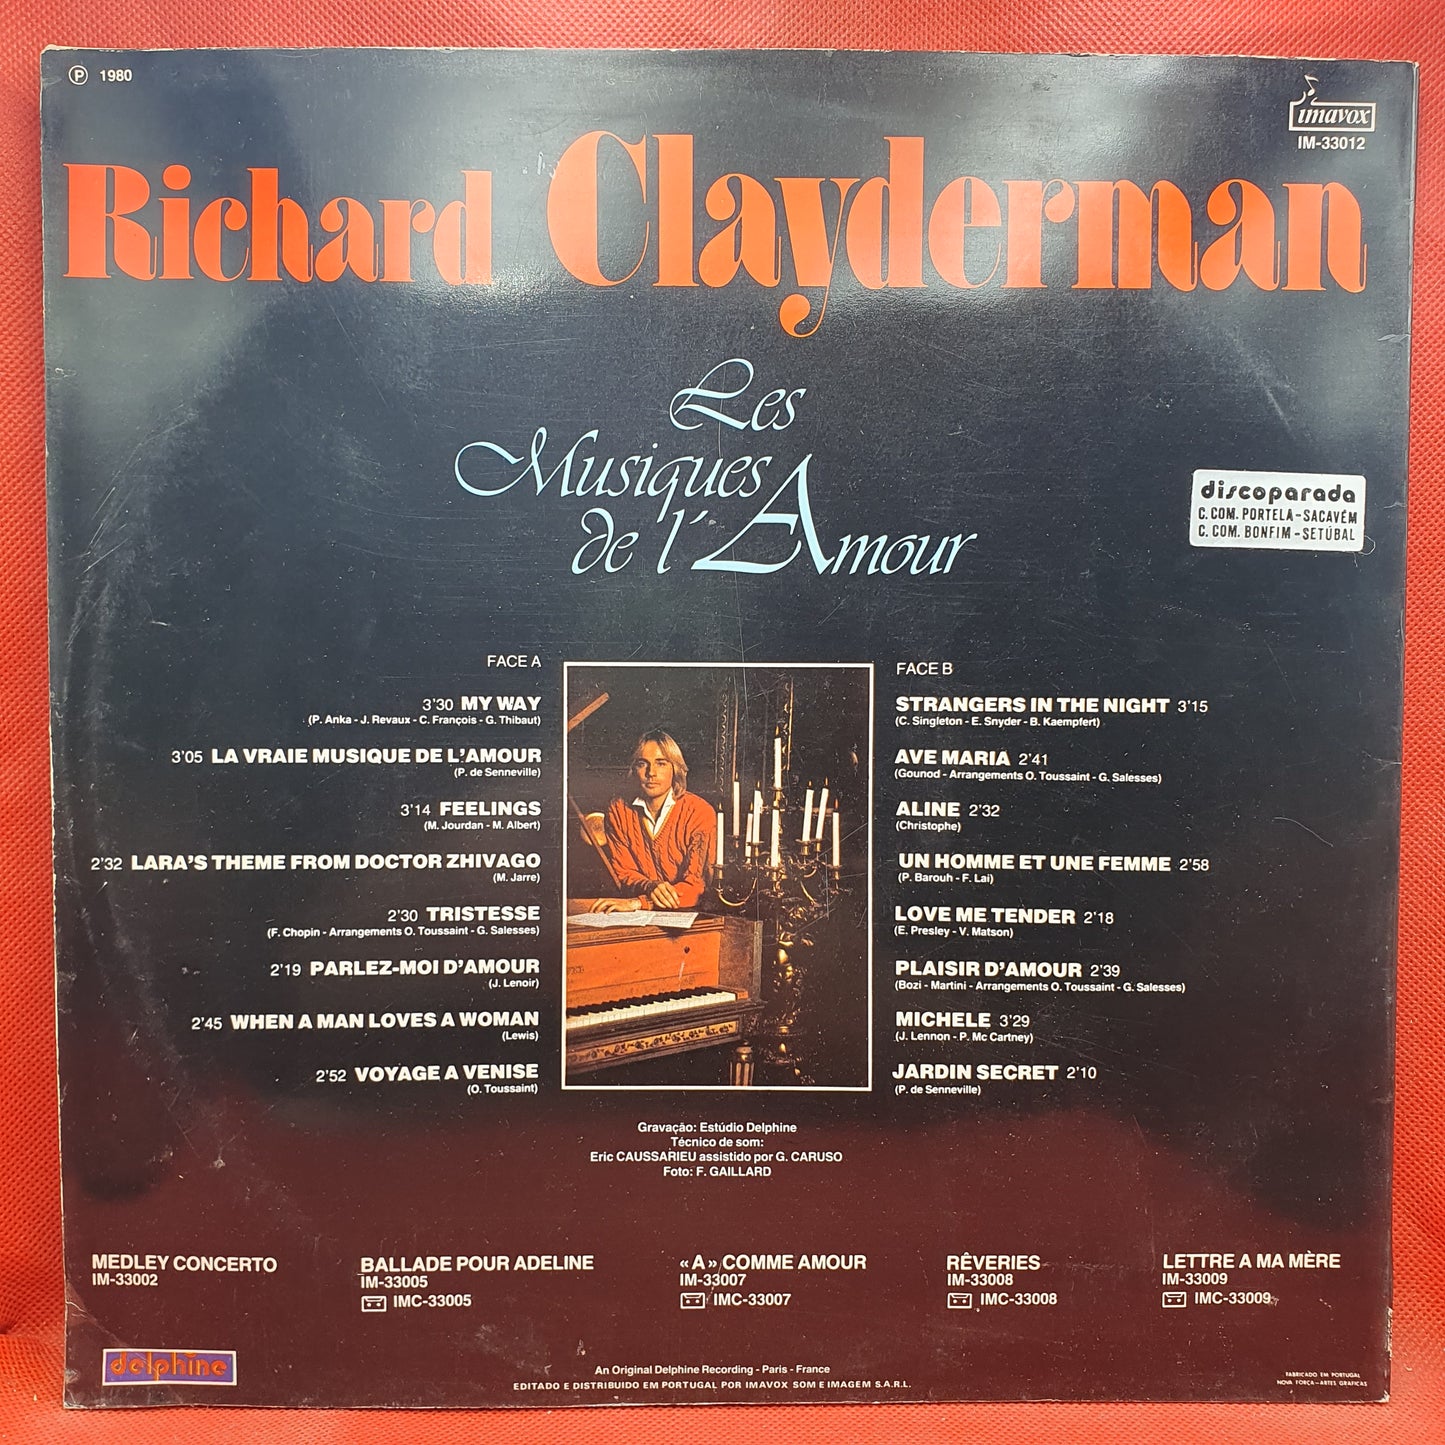 Ⓟ 1980
imavox
IM-33012
Richard Clayderman
Les
Musiques
de l'Amour
discoparada
C. COM. PORTELA-SACAVÉM
C. COM. BONFIM-SETÚBAL
FACE A
3'30 MY WAY
(P. Anka - J. Revaux - C. François - G. Thibaut)
3'05 LA VRAIE MUSIQUE DE L'AMOUR
(P. de Senneville)
3'14 FEELINGS
(M. Jourdan - M. Albert)
2'32 LARA'S THEME FROM DOCTOR ZHIVAGO
(M. Jarre)
2'30 TRISTESSE
(F. Chopin - Arrangements O. Toussaint - G. Salesses)
2'19 PARLEZ-MOI D'AMOUR
(J. Lenoir)
2'45 WHEN A MAN LOVES A WOMAN
(Lewis)
2'52 VOYAGE A VENISE
(O. Toussaint)
FACE B
STRANGERS IN THE NIGHT 3'15
(C. Singleton - E. Snyder - B. Kaempfert)
AVE MARIA 2'41
(Gounod - Arrangements O. Toussaint - G. Salesses)
ALINE 2'32
(Christophe)
UN HOMME ET UNE FEMME 2'58
(P. Barouh - F. Lai)
LOVE ME TENDER 2'18
(E. Presley - V. Matson)
PLAISIR D'AMOUR 2'39
(Bozi - Martini - Arrangements O. Toussaint - G. Salesses)
MICHELE 3'29
(J. Lennon - P. Mc Cartney)
JARDIN SECRET 2'10
(P. de Senneville)
Gravação: Estúdio Delphine
Técnico de som:
Eric CAUSSARIEU assistido por G. CARUSO
Foto: F. GAILLARD
MEDLEY CONCERTO
IM-33002
BALLADE POUR ADELINE
IM-33005
IMC-33005
«A» COMME AMOUR
IM-33007
IMC-33007
RÊVERIES
IM-33008
IMC-33008
LETTRE A MA MÈRE
IM-33009
IMC-33009
delphine
An Original Delphine Recording - Paris - France
EDITADO E DISTRIBUIDO EM PORTUGAL POR IMAVOX SOM E IMAGEM S.A.R.L.
FABRICADO EM PORTUGAL
NOVA FORÇA-ARTES GRAFICAS